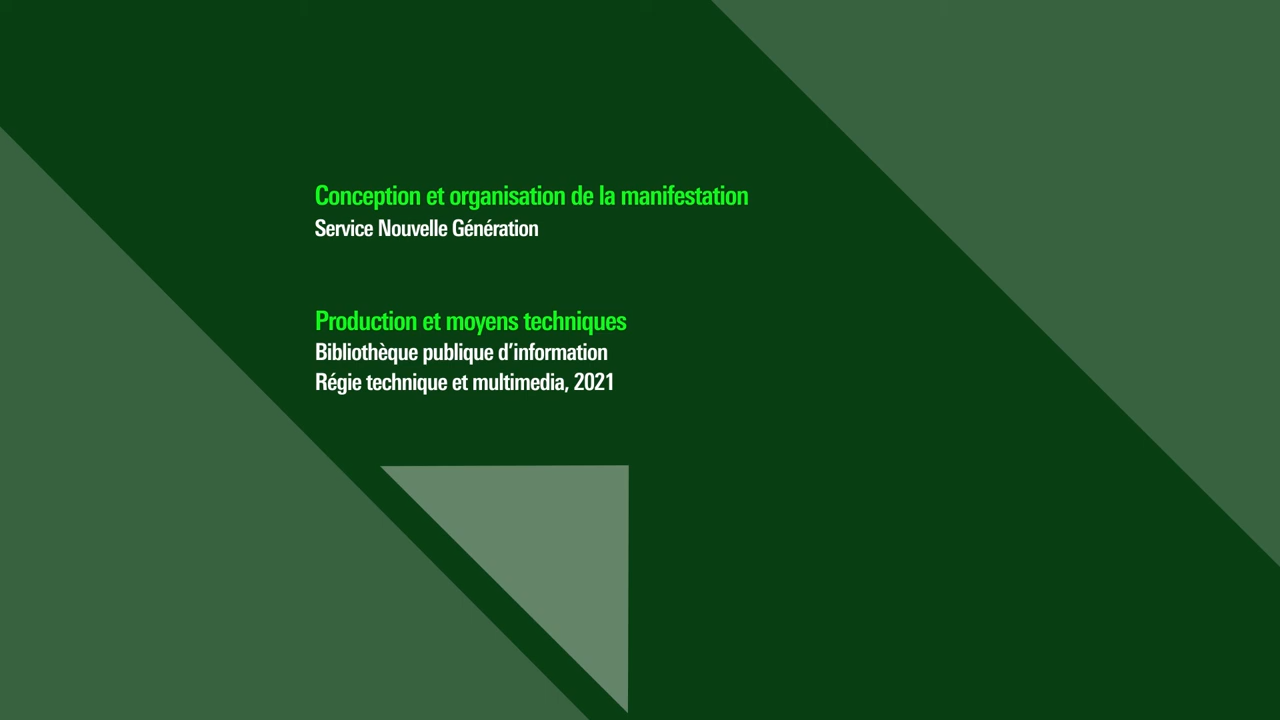 Conception et organisation de la manifestation
Service Nouvelle Génération
Production et moyens techniques
Bibliothèque publique d’information
Régie technique et multimedia, 2021